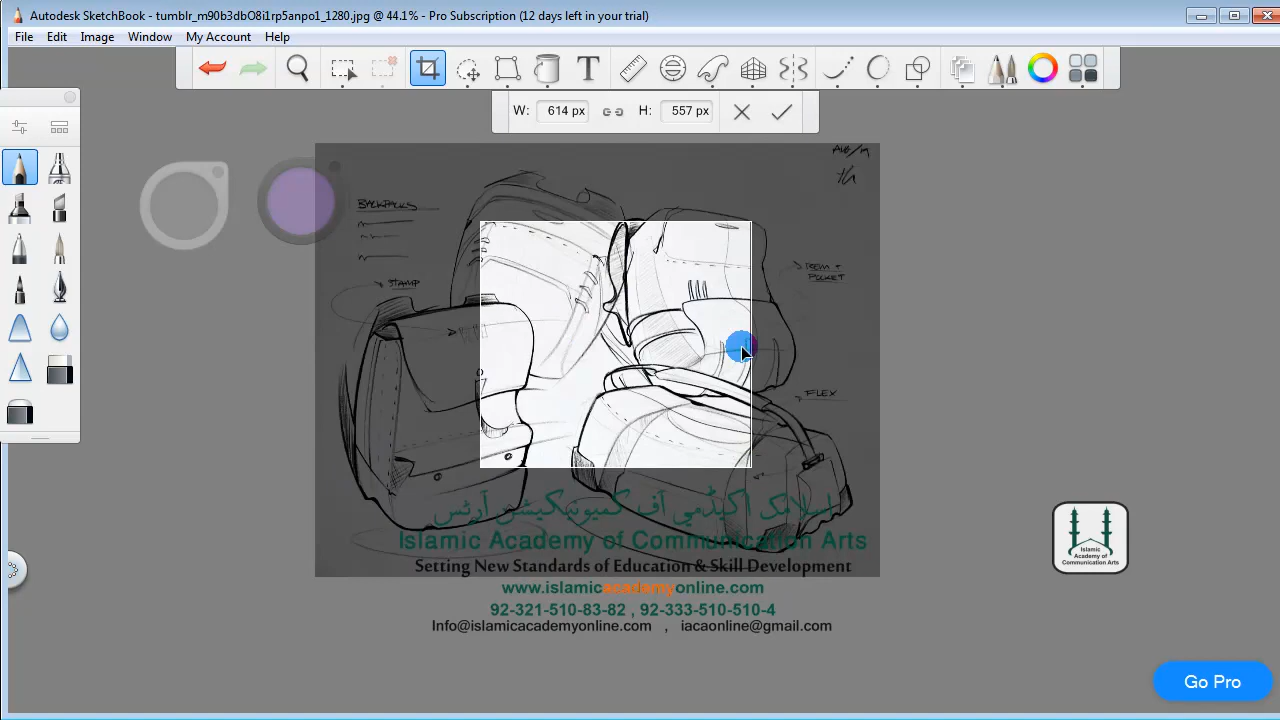 Autodesk SketchBook - tumblr_m90b3dbO8i1rp5anpo1_1280.jpg @ 44.1% - Pro Subscription (12 days left in your trial)
File Edit Image Window My Account Help
T
W: 614 px H: 557 px
BACKPACKS
STAMP
POCKET
FLEX
اسلامک اکیڈمی آف کمیونیکیشن آرٹس
Islamic Academy of Communication Arts
Setting New Standards of Education & Skill Development
www.islamicacademyonline.com
92-321-510-83-82 , 92-333-510-510-4
Info@islamicacademyonline.com , iacaonline@gmail.com
Islamic
Academy of
Communication Arts
Go Pro